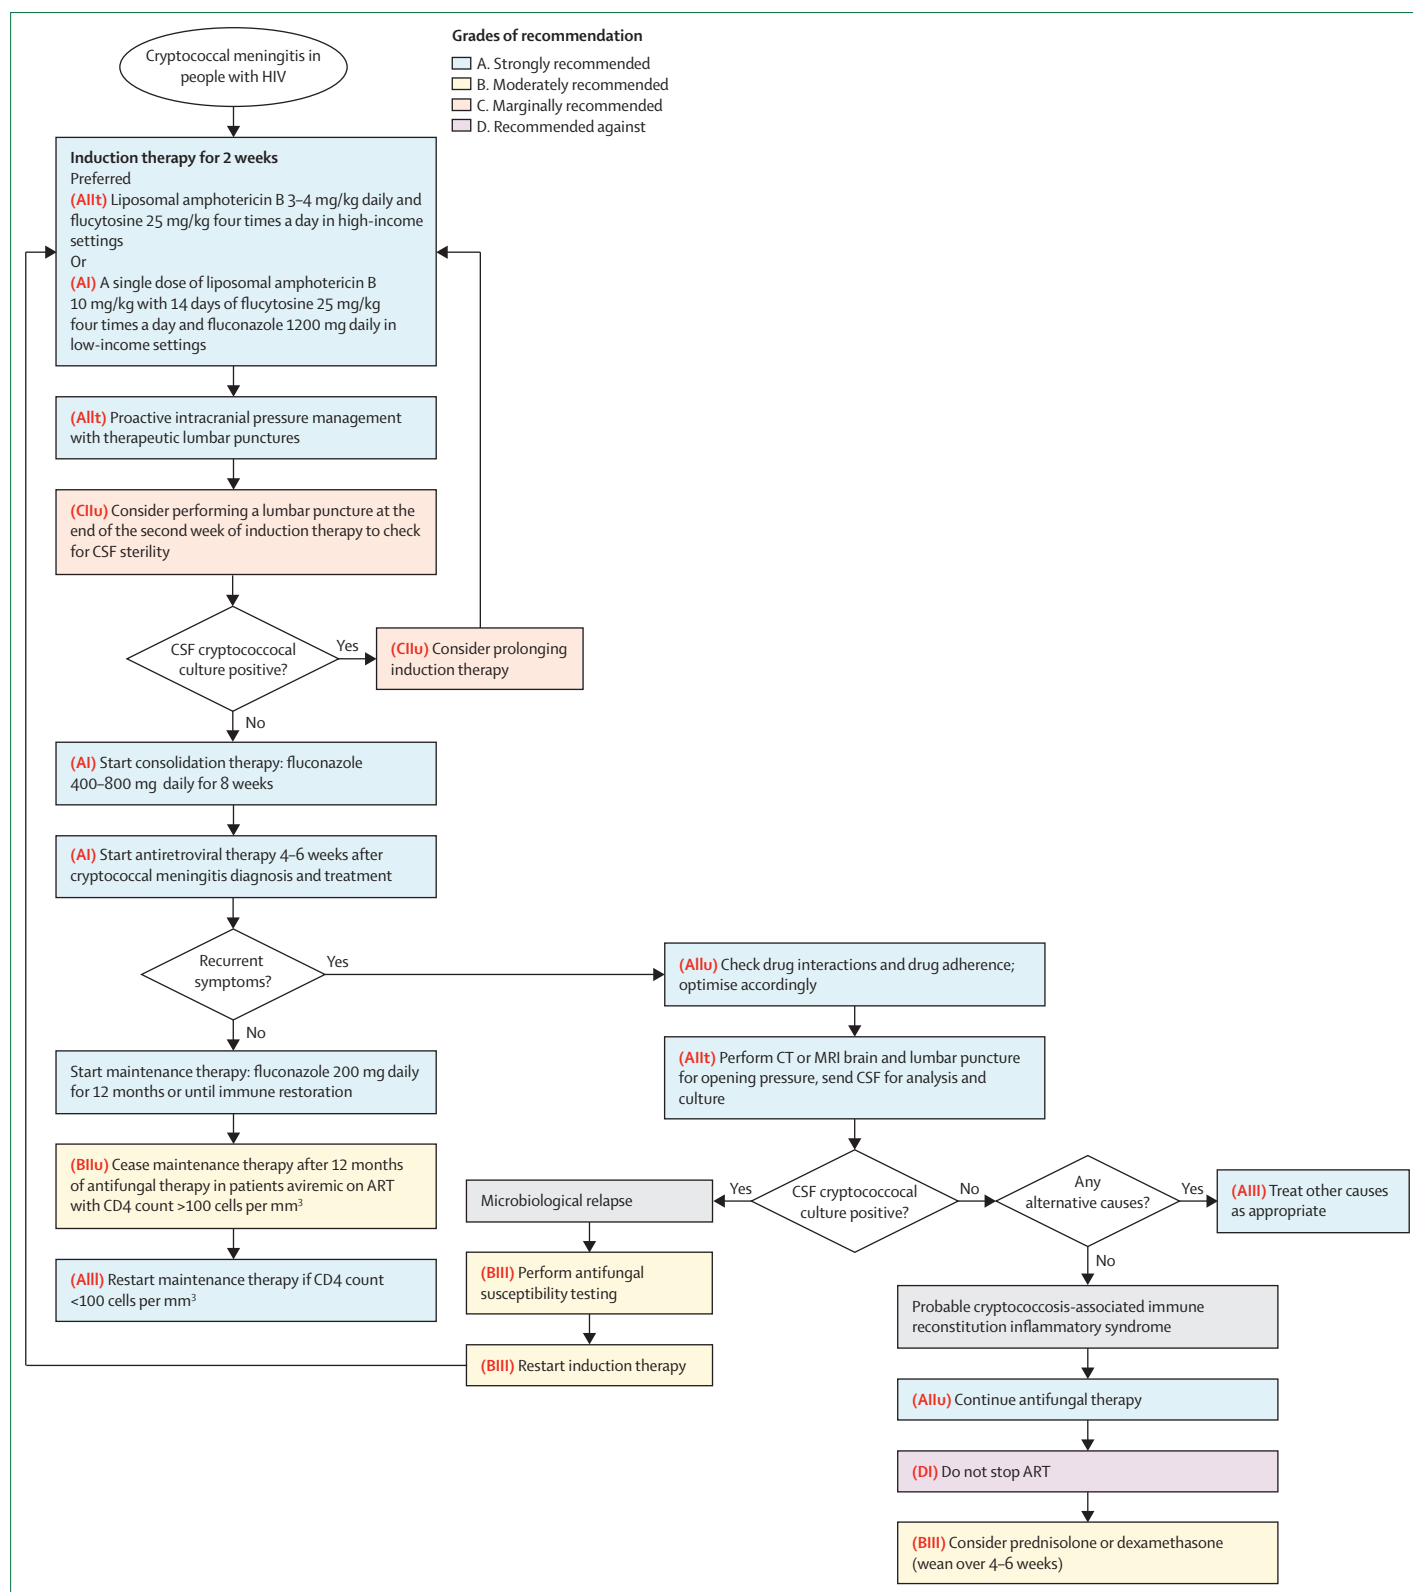 Cryptococcal meningitis in
people with HIV
Grades of recommendation
A. Strongly recommended
B. Moderately recommended
C. Marginally recommended
D. Recommended against
Induction therapy for 2 weeks
Preferred
(AIIt) Liposomal amphotericin B 3–4 mg/kg daily and
flucytosine 25 mg/kg four times a day in high-income
settings
Or
(AI) A single dose of liposomal amphotericin B
10 mg/kg with 14 days of flucytosine 25 mg/kg
four times a day and fluconazole 1200 mg daily in
low-income settings
(AIIt) Proactive intracranial pressure management
with therapeutic lumbar punctures
(CIIu) Consider performing a lumbar puncture at the
end of the second week of induction therapy to check
for CSF sterility
CSF cryptococcocal
culture positive?
Yes
(CIIu) Consider prolonging
induction therapy
No
(AI) Start consolidation therapy: fluconazole
400–800 mg daily for 8 weeks
(AI) Start antiretroviral therapy 4–6 weeks after
cryptococcal meningitis diagnosis and treatment
Recurrent
symptoms?
Yes
No
Start maintenance therapy: fluconazole 200 mg daily
for 12 months or until immune restoration
(BIIu) Cease maintenance therapy after 12 months
of antifungal therapy in patients aviremic on ART
with CD4 count >100 cells per mm³
(AIII) Restart maintenance therapy if CD4 count
<100 cells per mm³
(AIIu) Check drug interactions and drug adherence;
optimise accordingly
(AIIt) Perform CT or MRI brain and lumbar puncture
for opening pressure, send CSF for analysis and
culture
CSF cryptococcocal
culture positive?
Yes
No
Microbiological relapse
(BIII) Perform antifungal
susceptibility testing
(BIII) Restart induction therapy
Any
alternative causes?
Yes
(AIII) Treat other causes
as appropriate
No
Probable cryptococcosis-associated immune
reconstitution inflammatory syndrome
(AIIu) Continue antifungal therapy
(DI) Do not stop ART
(BIII) Consider prednisolone or dexamethasone
(wean over 4–6 weeks)